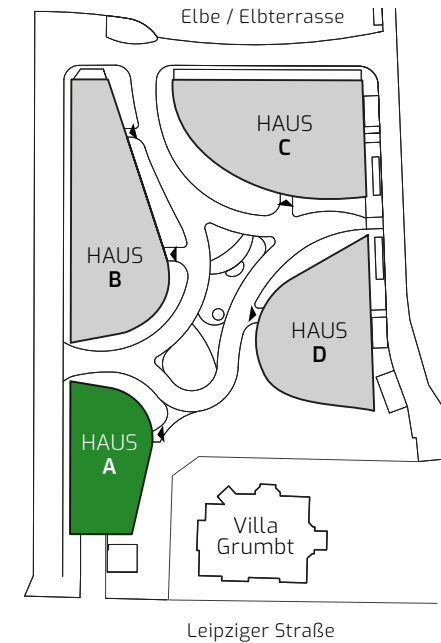 Elbe / Elbterrasse
HAUS
C
HAUS
B
HAUS
D
HAUS
A
Villa
Grumbt
Leipziger Straße